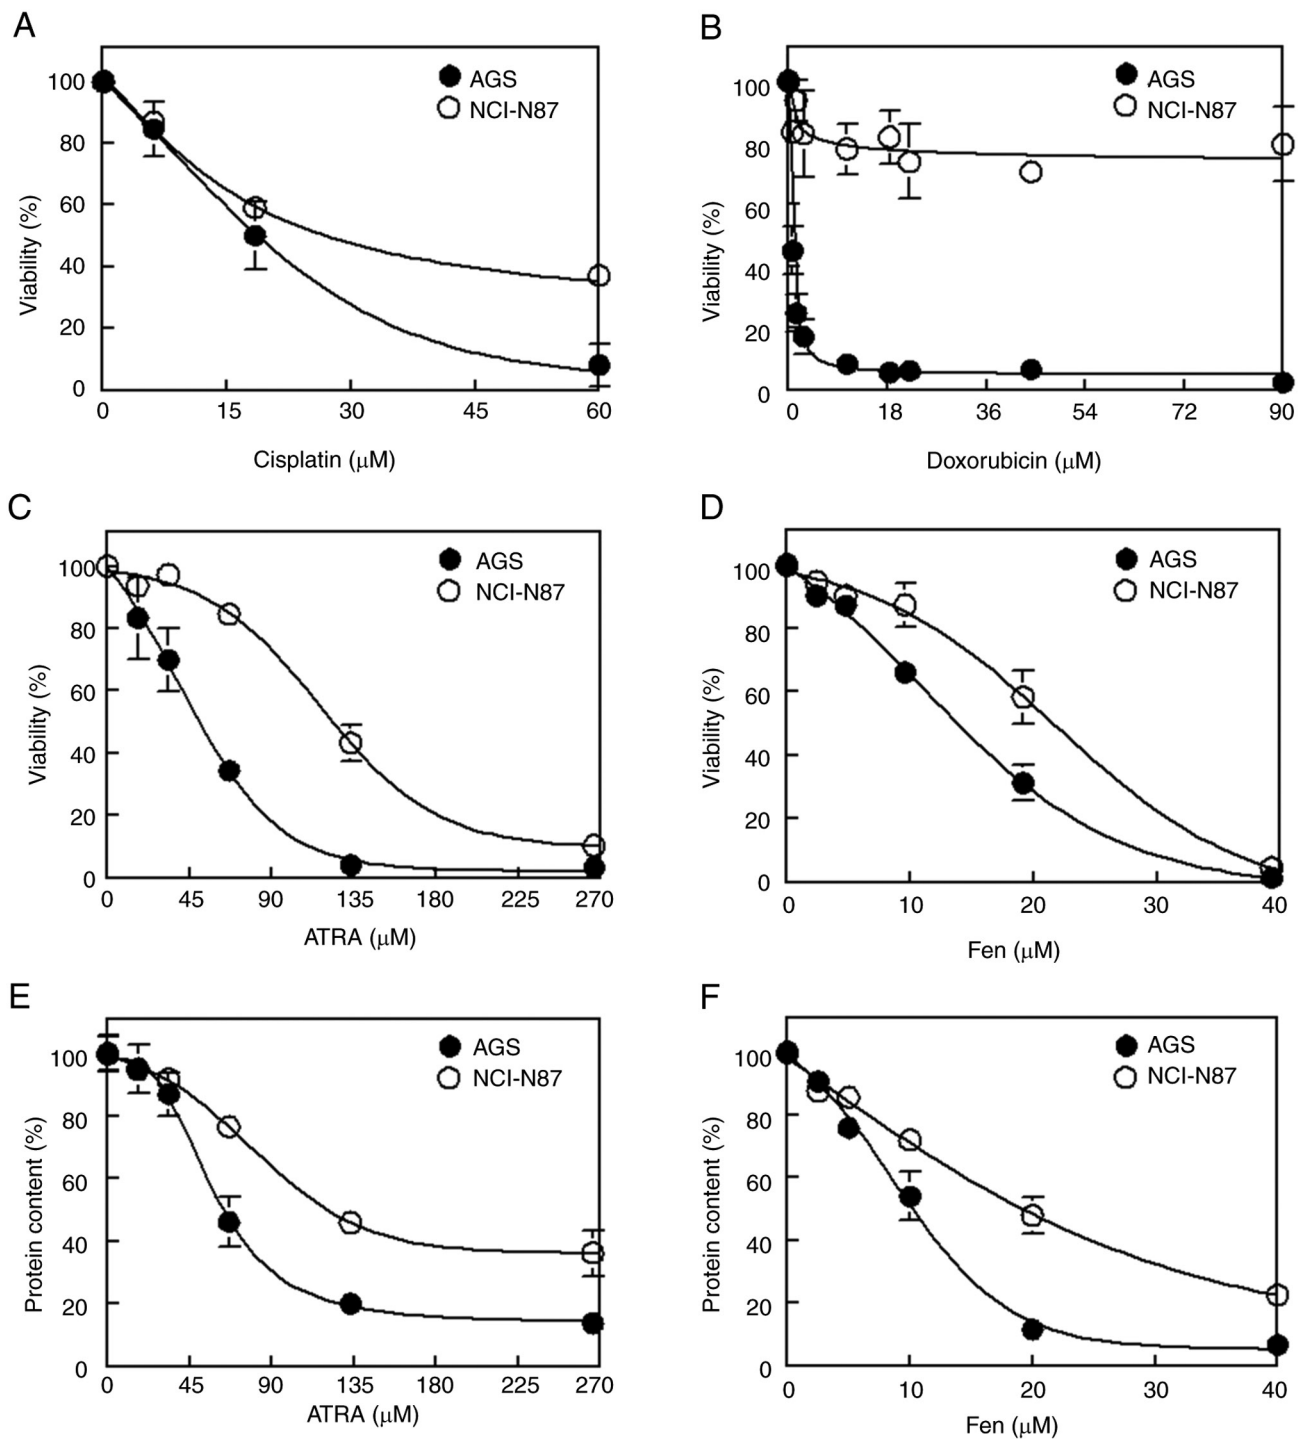 A
AGS
NCI-N87
100
80
60
40
20
0
Viability (%)
0 15 30 45 60
Cisplatin (μM)
B
AGS
NCI-N87
100
80
60
40
20
0
Viability (%)
0 18 36 54 72 90
Doxorubicin (μM)
C
AGS
NCI-N87
100
80
60
40
20
0
Viability (%)
0 45 90 135 180 225 270
ATRA (μM)
D
AGS
NCI-N87
100
80
60
40
20
0
Viability (%)
0 10 20 30 40
Fen (μM)
E
AGS
NCI-N87
100
80
60
40
20
0
Protein content (%)
0 45 90 135 180 225 270
ATRA (μM)
F
AGS
NCI-N87
100
80
60
40
20
0
Protein content (%)
0 10 20 30 40
Fen (μM)